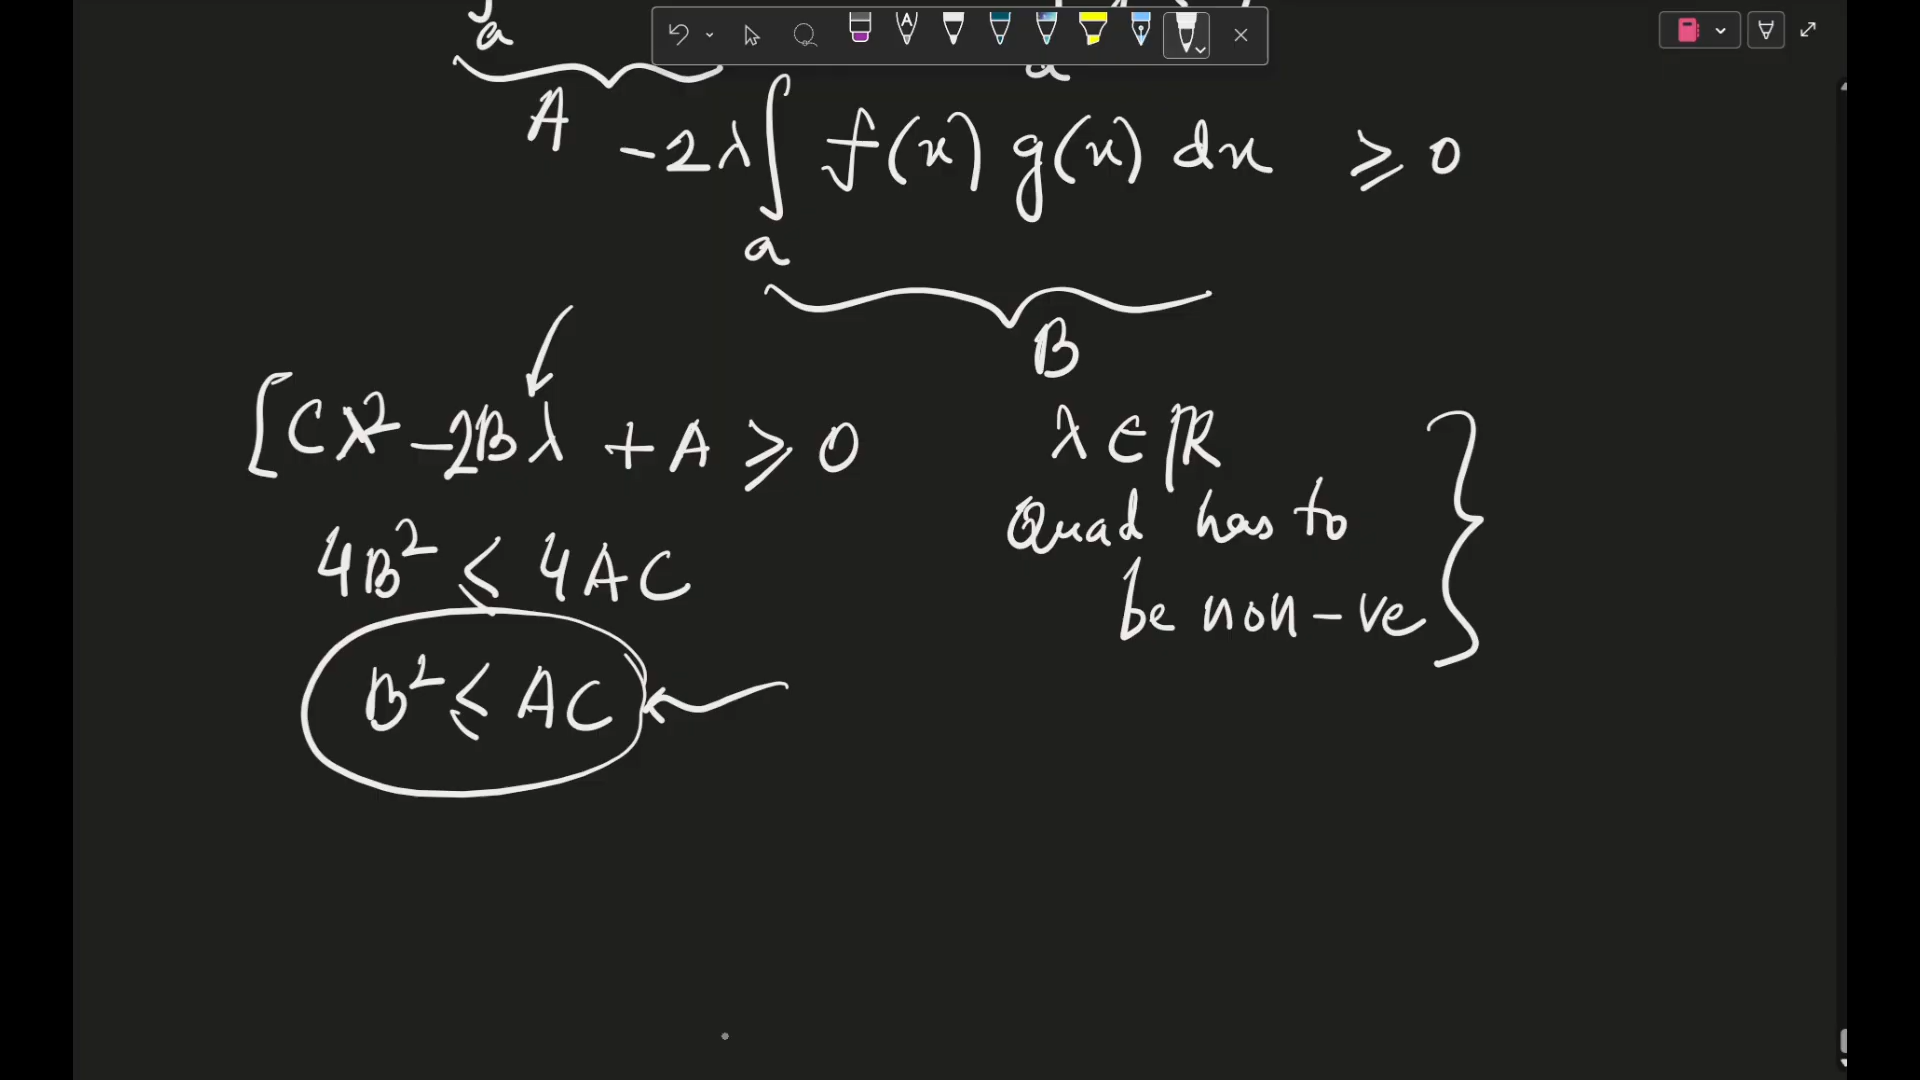 a
a
A
-2λ∫ f(x) g(x) dx ≥ 0
a
B
[Cλ² -2Bλ + A ≥ 0
λ ∈ ℝ
4B² ≤ 4AC
Quad has to
be non-ve
B² ≤ AC